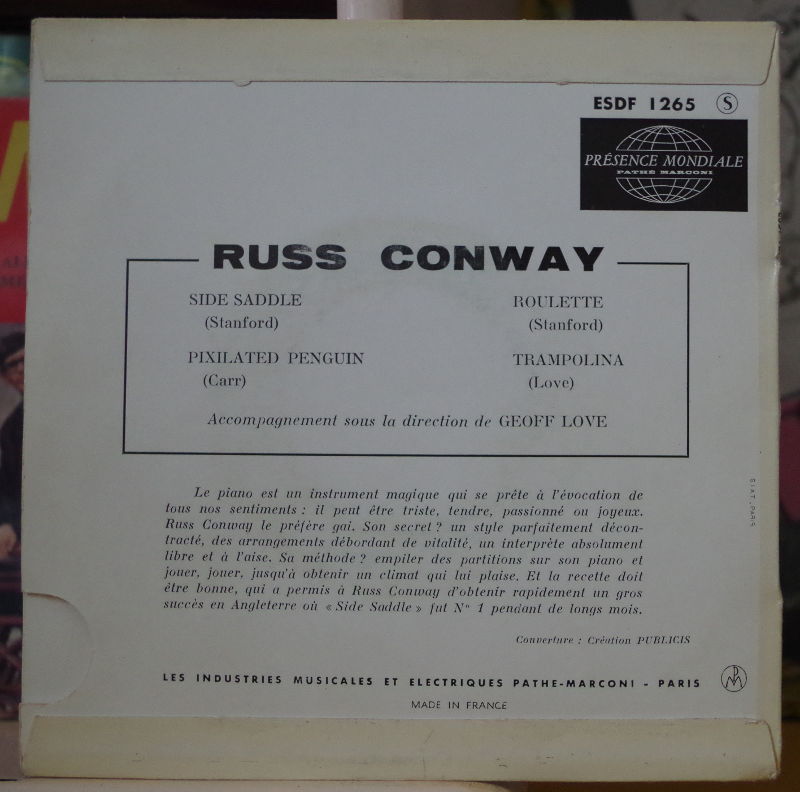 ESDF 1265 S
PRÉSENCE MONDIALE
PATHÉ MARCONI
RUSS CONWAY
SIDE SADDLE
(Stanford)
PIXILATED PENGUIN
(Carr)
ROULETTE
(Stanford)
TRAMPOLINA
(Love)
Accompagnement sous la direction de GEOFF LOVE
Le piano est un instrument magique qui se prête à l'évocation de
tous nos sentiments : il peut être triste, tendre, passionné ou joyeux.
Russ Conway le préfère gai. Son secret ? un style parfaitement décon-
tracté, des arrangements débordant de vitalité, un interprète absolument
libre et à l'aise. Sa méthode ? empiler des partitions sur son piano et
jouer, jouer, jusqu'à obtenir un climat qui lui plaise. Et la recette doit
être bonne, qui a permis à Russ Conway d'obtenir rapidement un gros
succès en Angleterre où « Side Saddle » fut N° 1 pendant de longs mois.
Couverture : Création PUBLICIS
SIAT - PARIS
LES INDUSTRIES MUSICALES ET ELECTRIQUES PATHE-MARCONI - PARIS
MADE IN FRANCE